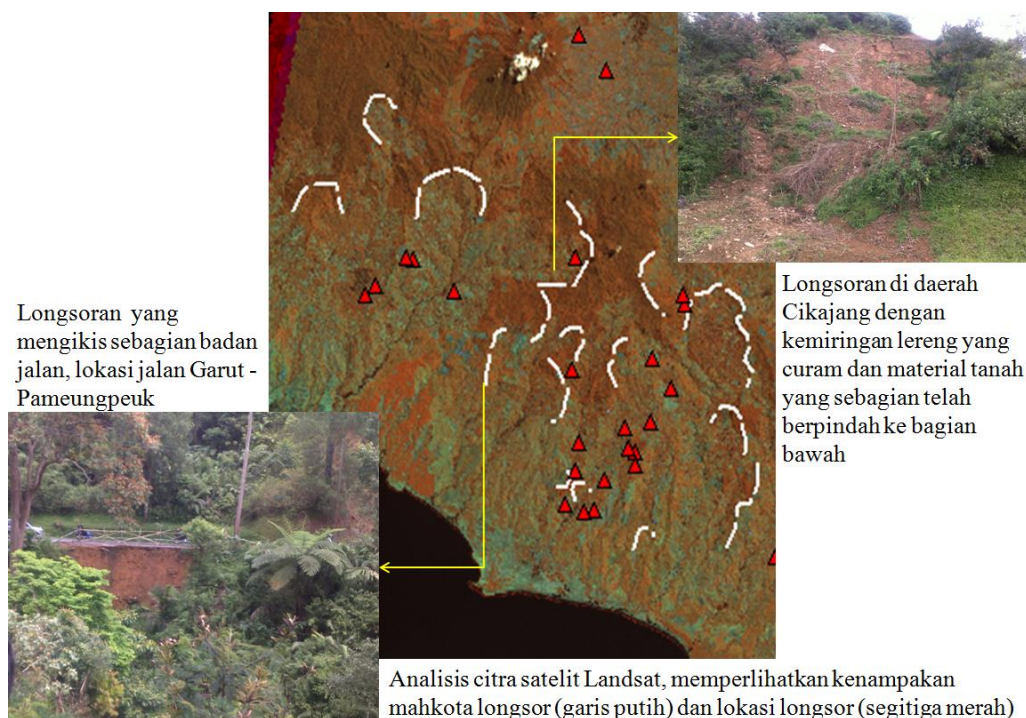 Longsoran yang
mengikis sebagian badan
jalan, lokasi jalan Garut -
Pameungpeuk
Longsoran di daerah
Cikajang dengan
kemiringan lereng yang
curam dan material tanah
yang sebagian telah
berpindah ke bagian
bawah
Analisis citra satelit Landsat, memperlihatkan kenampakan
mahkota longsor (garis putih) dan lokasi longsor (segitiga merah)